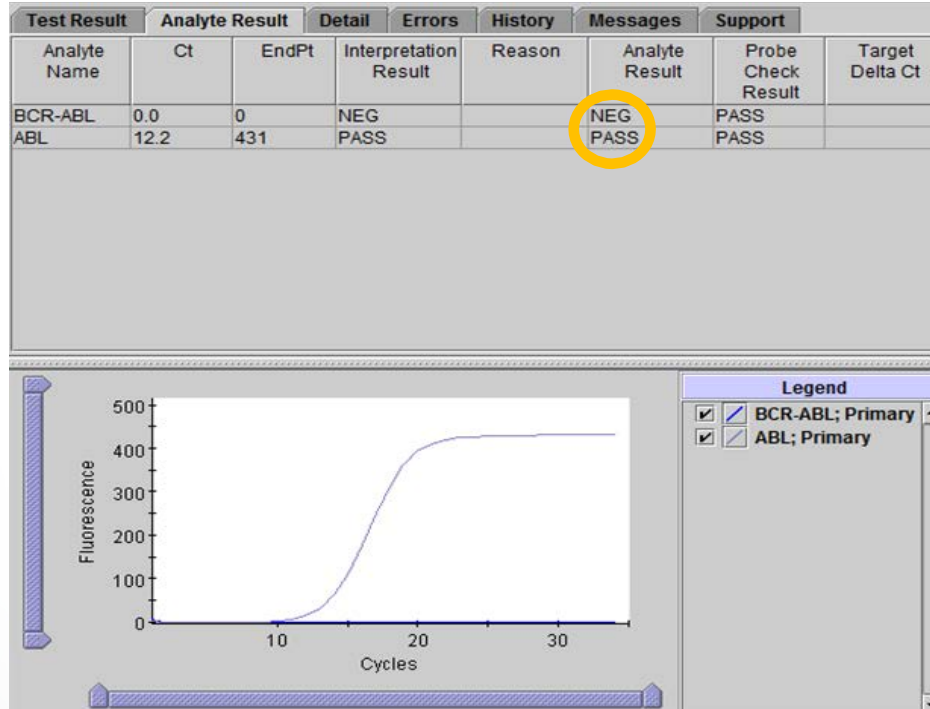 Test Result Analyte Result Detail Errors History Messages Support
Analyte Name Ct EndPt Interpretation Result Reason Analyte Result Probe Check Result Target Delta Ct
BCR-ABL 0.0 0 NEG NEG PASS
ABL 12.2 431 PASS PASS PASS
Legend
BCR-ABL; Primary
ABL; Primary
500
400
300
200
100
0
Fluorescence
10 20 30
Cycles